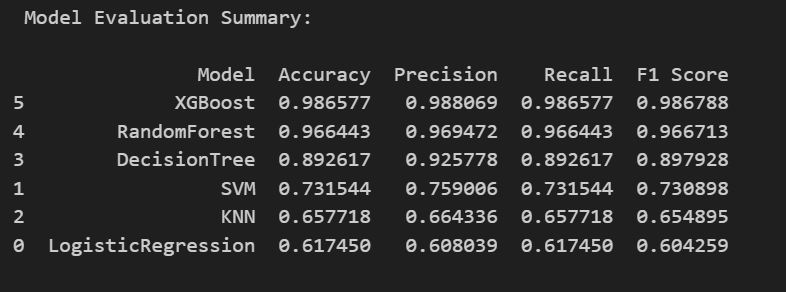 Model Evaluation Summary:
Model Accuracy Precision Recall F1 Score
5 XGBoost 0.986577 0.988069 0.986577 0.986788
4 RandomForest 0.966443 0.969472 0.966443 0.966713
3 DecisionTree 0.892617 0.925778 0.892617 0.897928
1 SVM 0.731544 0.759006 0.731544 0.730898
2 KNN 0.657718 0.664336 0.657718 0.654895
0 LogisticRegression 0.617450 0.608039 0.617450 0.604259